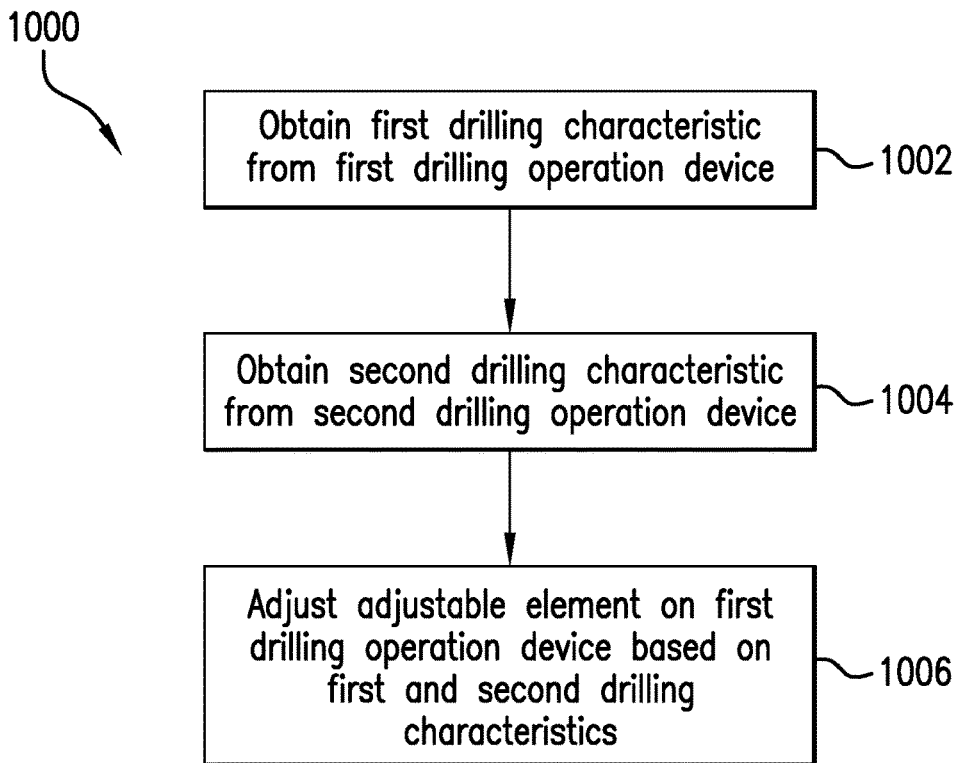 1000
Obtain first drilling characteristic
from first drilling operation device
1002
Obtain second drilling characteristic
from second drilling operation device
1004
Adjust adjustable element on first
drilling operation device based on
first and second drilling
characteristics
1006